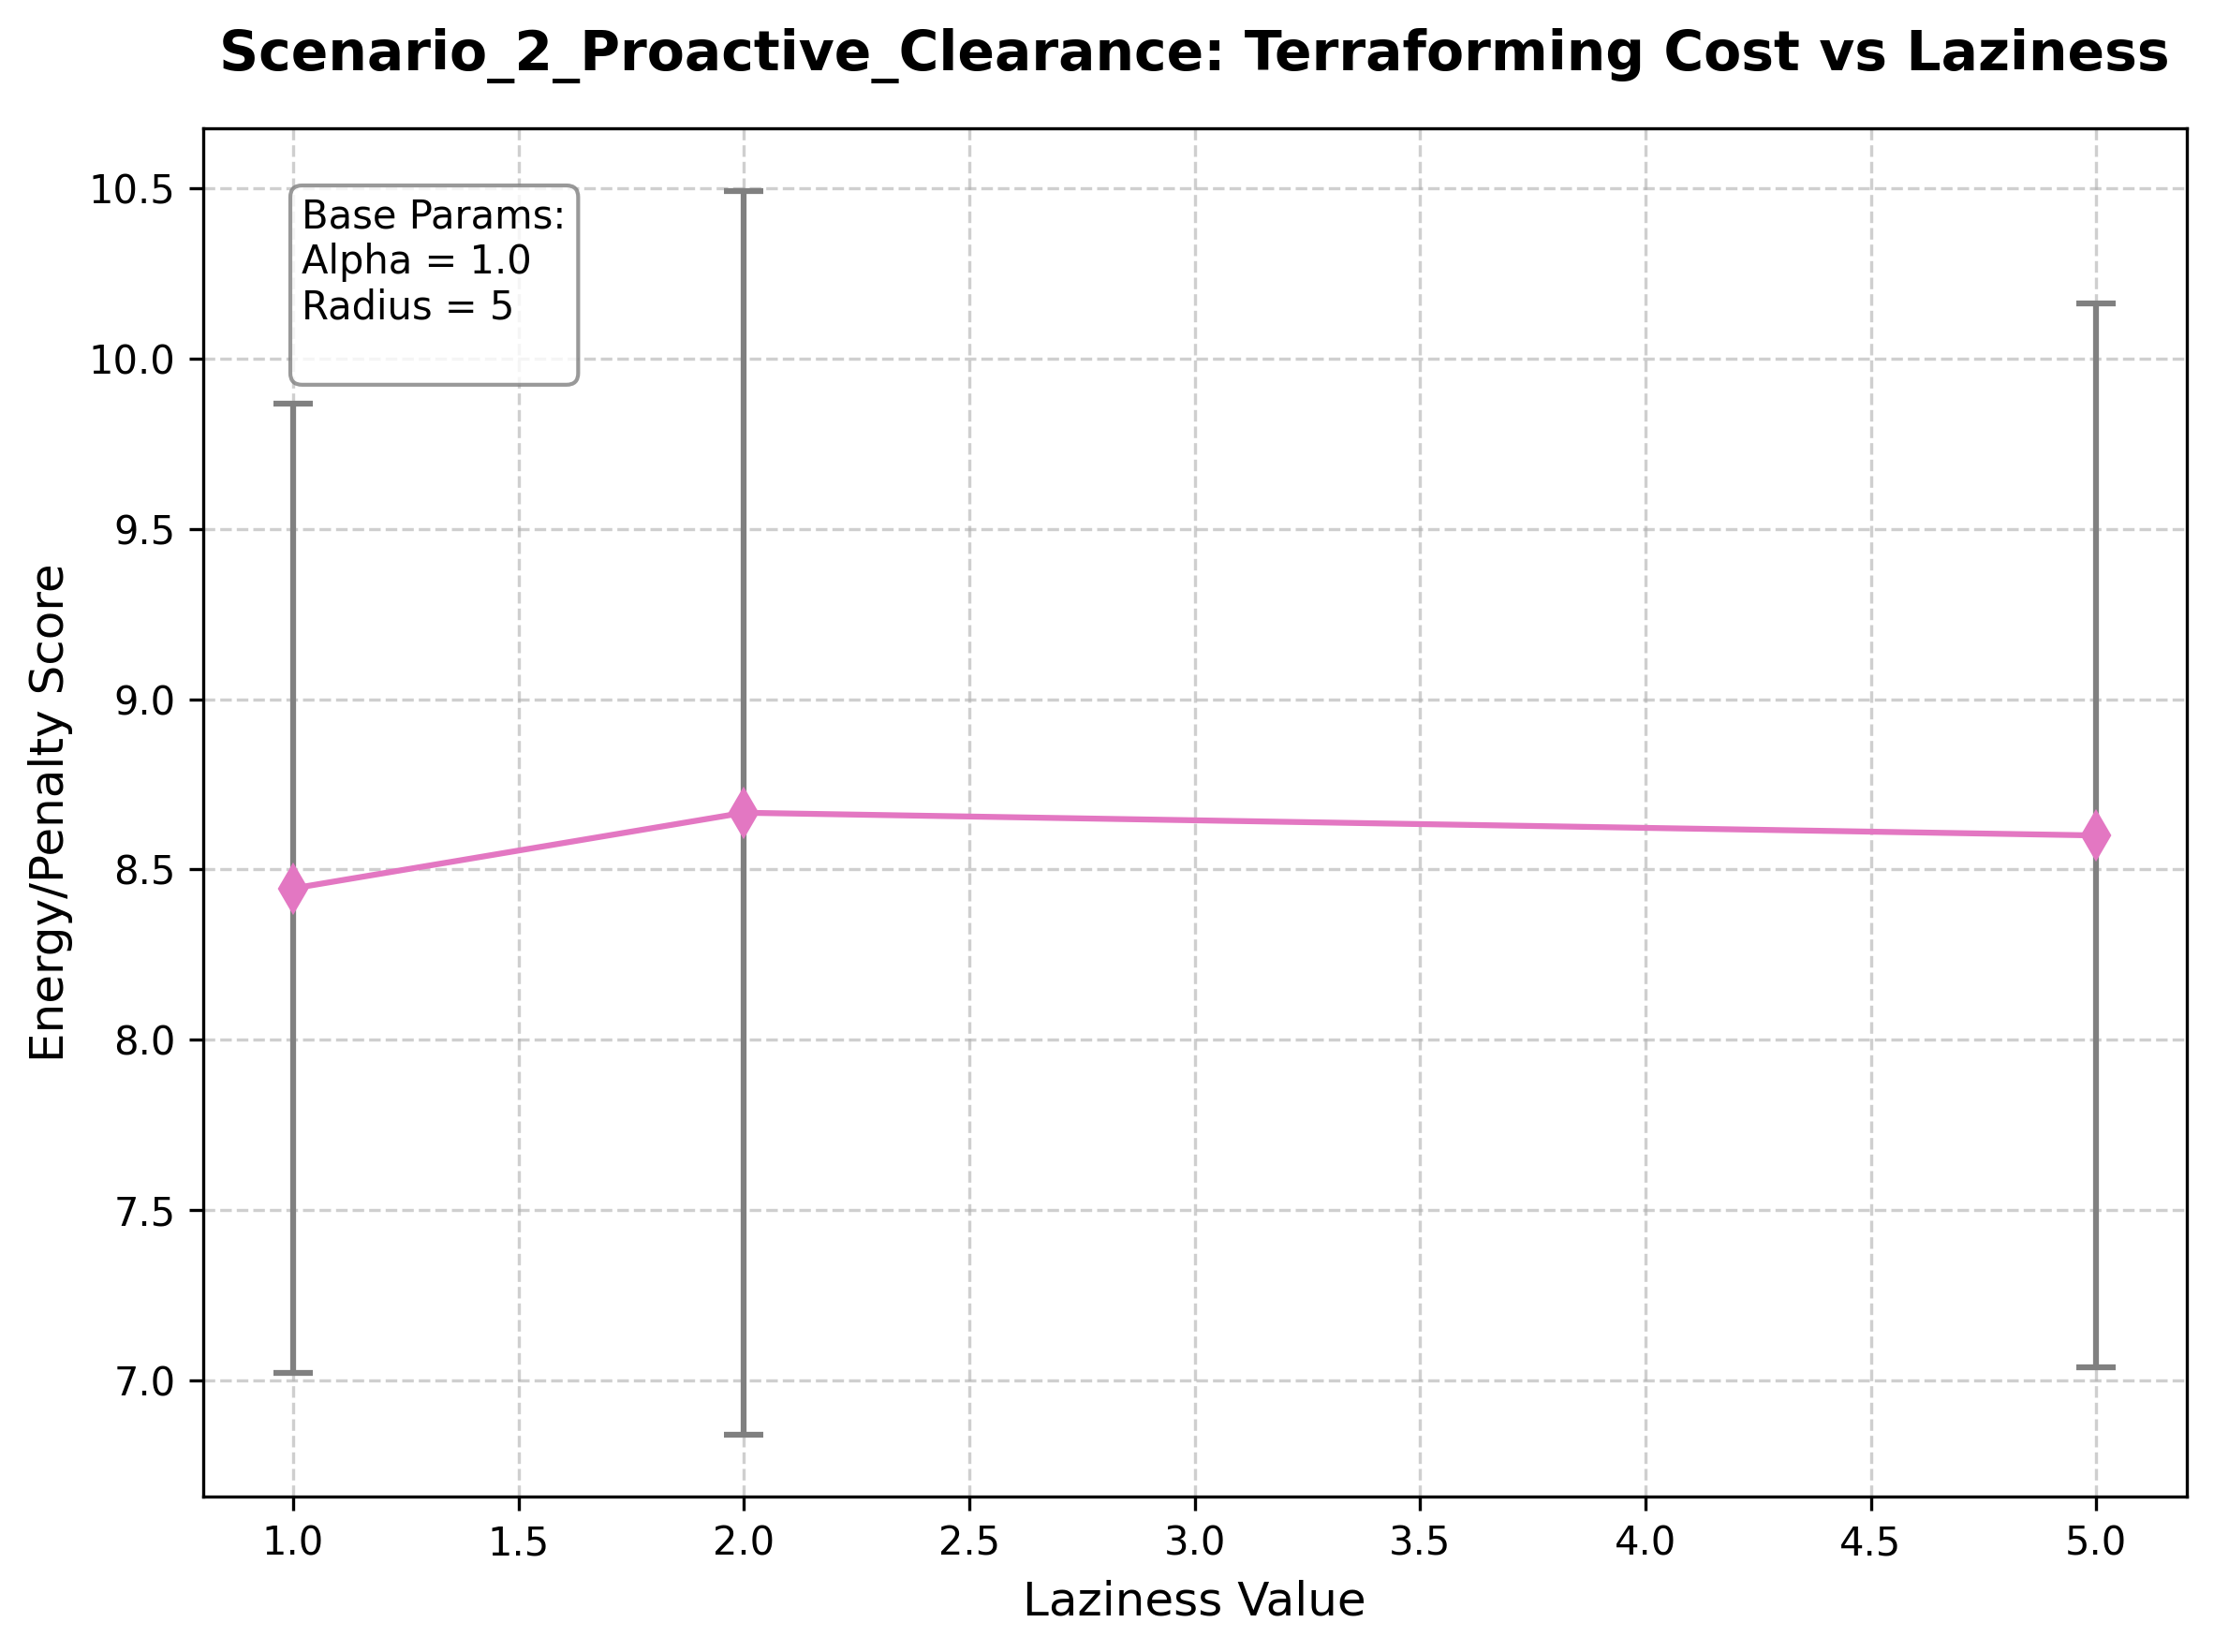 Scenario_2_Proactive_Clearance: Terraforming Cost vs Laziness
Energy/Penalty Score
10.5
10.0
9.5
9.0
8.5
8.0
7.5
7.0
Base Params:
Alpha = 1.0
Radius = 5
1.0 1.5 2.0 2.5 3.0 3.5 4.0 4.5 5.0
Laziness Value